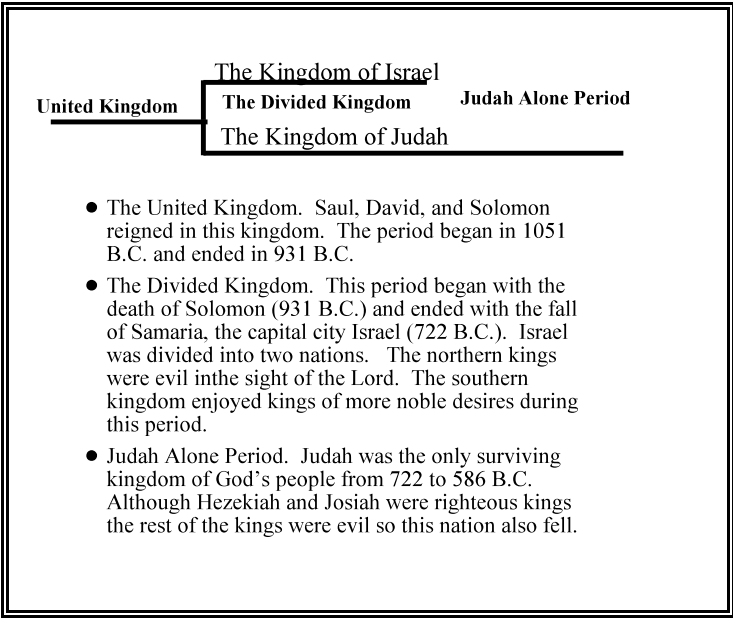 The Kingdom of Israel
United Kingdom
The Divided Kingdom
Judah Alone Period
The Kingdom of Judah
● The United Kingdom. Saul, David, and Solomon
reigned in this kingdom. The period began in 1051
B.C. and ended in 931 B.C.
● The Divided Kingdom. This period began with the
death of Solomon (931 B.C.) and ended with the fall
of Samaria, the capital city Israel (722 B.C.). Israel
was divided into two nations. The northern kings
were evil inthe sight of the Lord. The southern
kingdom enjoyed kings of more noble desires during
this period.
● Judah Alone Period. Judah was the only surviving
kingdom of God's people from 722 to 586 B.C.
Although Hezekiah and Josiah were righteous kings
the rest of the kings were evil so this nation also fell.